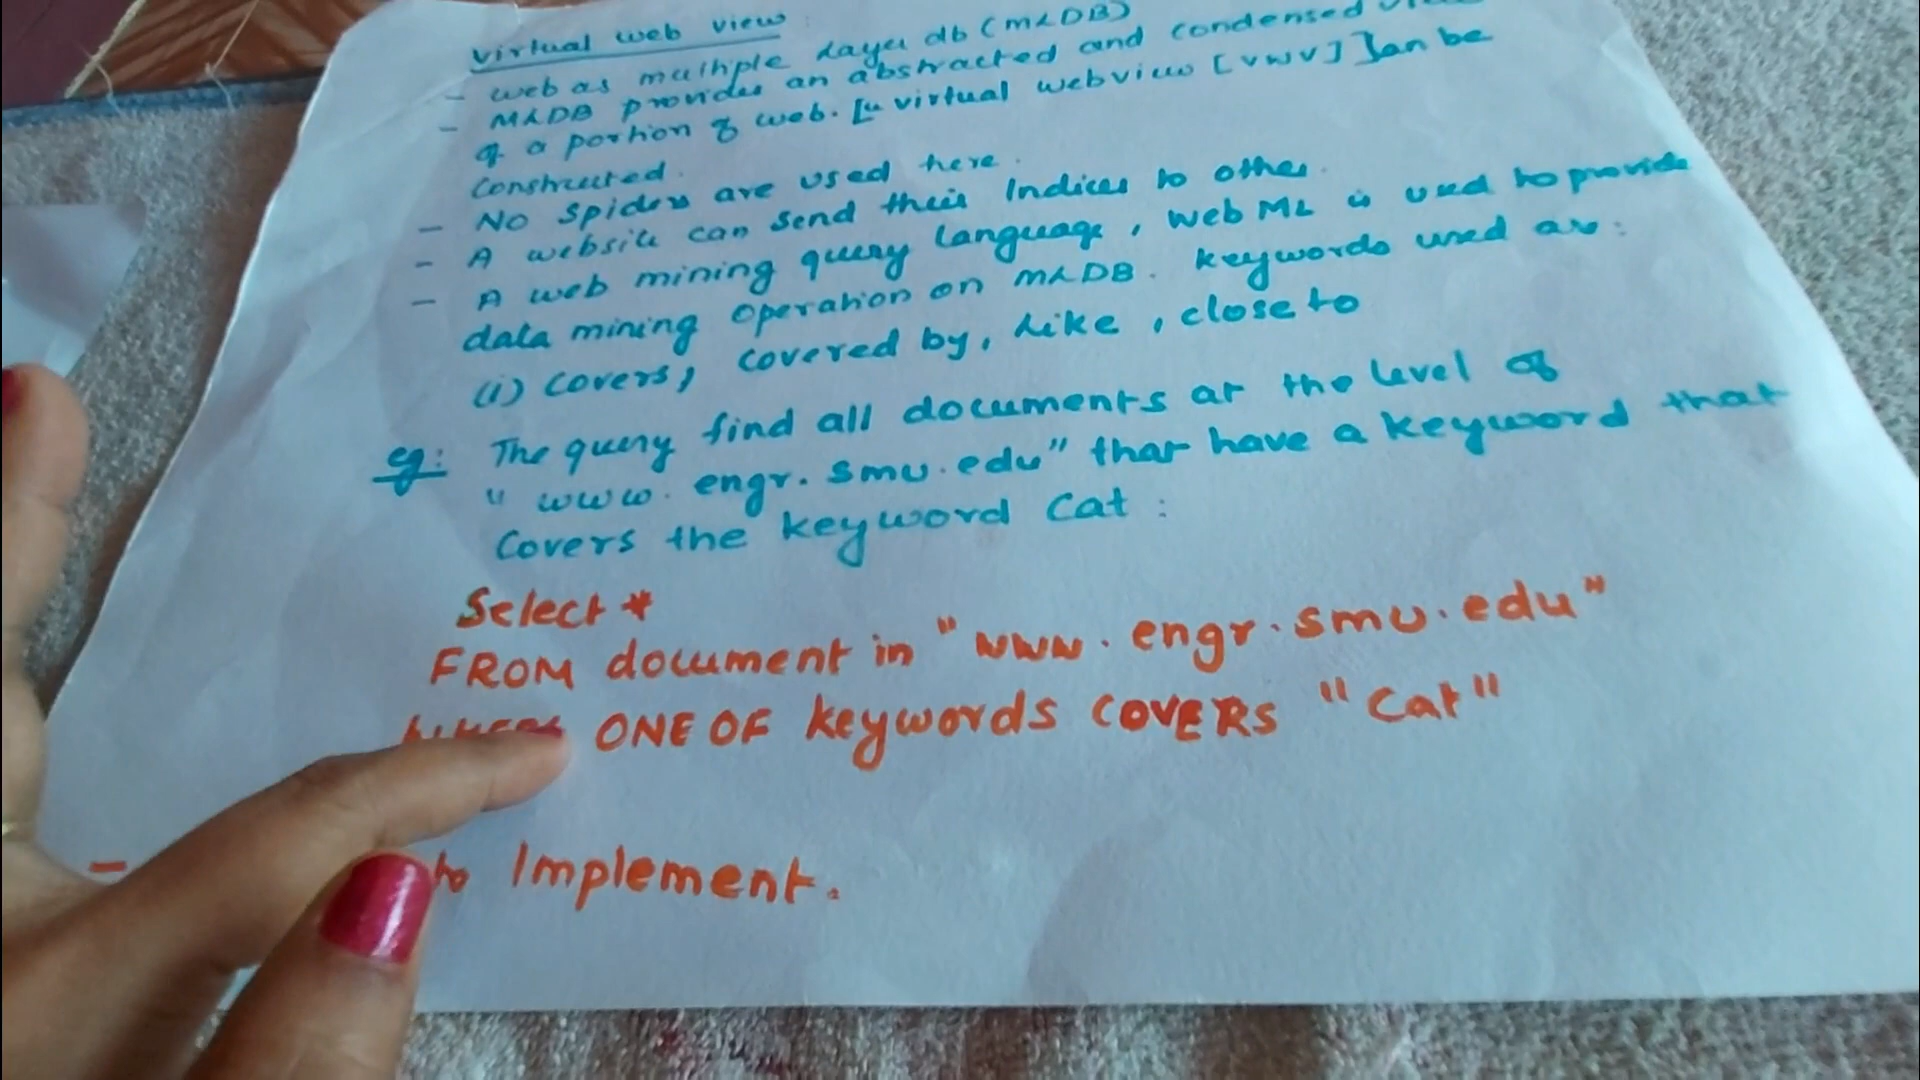 virtual web view
- web as multiple Layer db (MLDB)
- MLDB provides an abstracted and condensed view
of a portion of web. [a virtual web view [VWV]] can be
Constructed.
- No Spiders are used here.
- A website can send their Indices to other.
- A web mining query language, web ML is used to provide
data mining operation on MLDB. keywords used are:
(i) Covers, covered by, Like, close to
eg: The query find all documents at the level of
"www.engr.smu.edu" that have a keyword that
Covers the keyword Cat:
Select *
FROM document in "www.engr.smu.edu"
ONE OF keywords COVERS "Cat"
- to Implement.